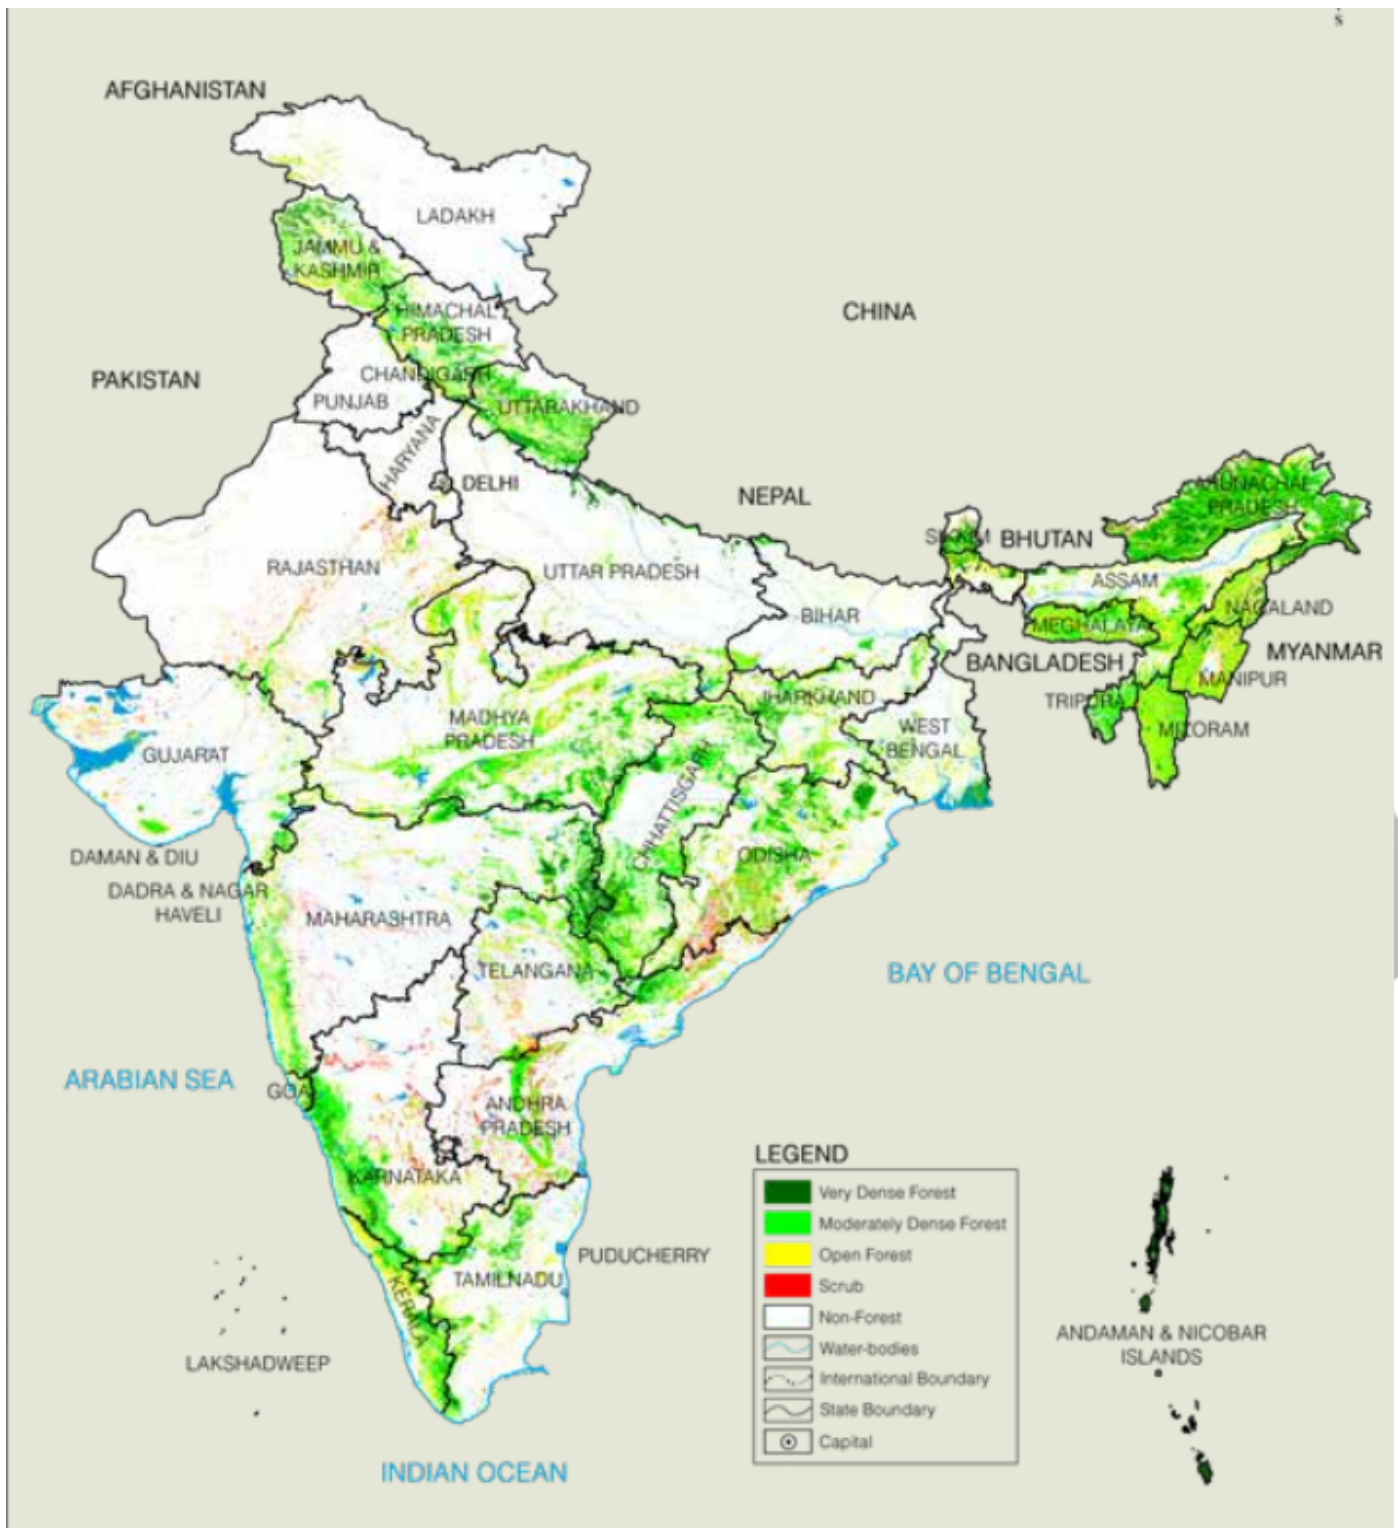 S
AFGHANISTAN
LADAKH
JAMMU &
KASHMIR
HIMACHAL
PRADESH
CHINA
PAKISTAN
CHANDIGARH
PUNJAB
UTTARAKHAND
HARYANA
DELHI
NEPAL
ARUNACHAL
PRADESH
SIKKIM
BHUTAN
RAJASTHAN
UTTAR PRADESH
ASSAM
BIHAR
NAGALAND
MEGHALAYA
BANGLADESH
MYANMAR
MANIPUR
JHARKHAND
TRIPURA
MADHYA
PRADESH
WEST
BENGAL
MIZORAM
GUJARAT
CHHATTISGARH
DAMAN & DIU
ODISHA
DADRA & NAGAR
HAVELI
MAHARASHTRA
TELANGANA
BAY OF BENGAL
ARABIAN SEA
GOA
ANDHRA
PRADESH
KARNATAKA
PUDUCHERRY
TAMILNADU
KERALA
LAKSHADWEEP
INDIAN OCEAN
LEGEND
Very Dense Forest
Moderately Dense Forest
Open Forest
Scrub
Non-Forest
Water-bodies
International Boundary
State Boundary
Capital
ANDAMAN & NICOBAR
ISLANDS